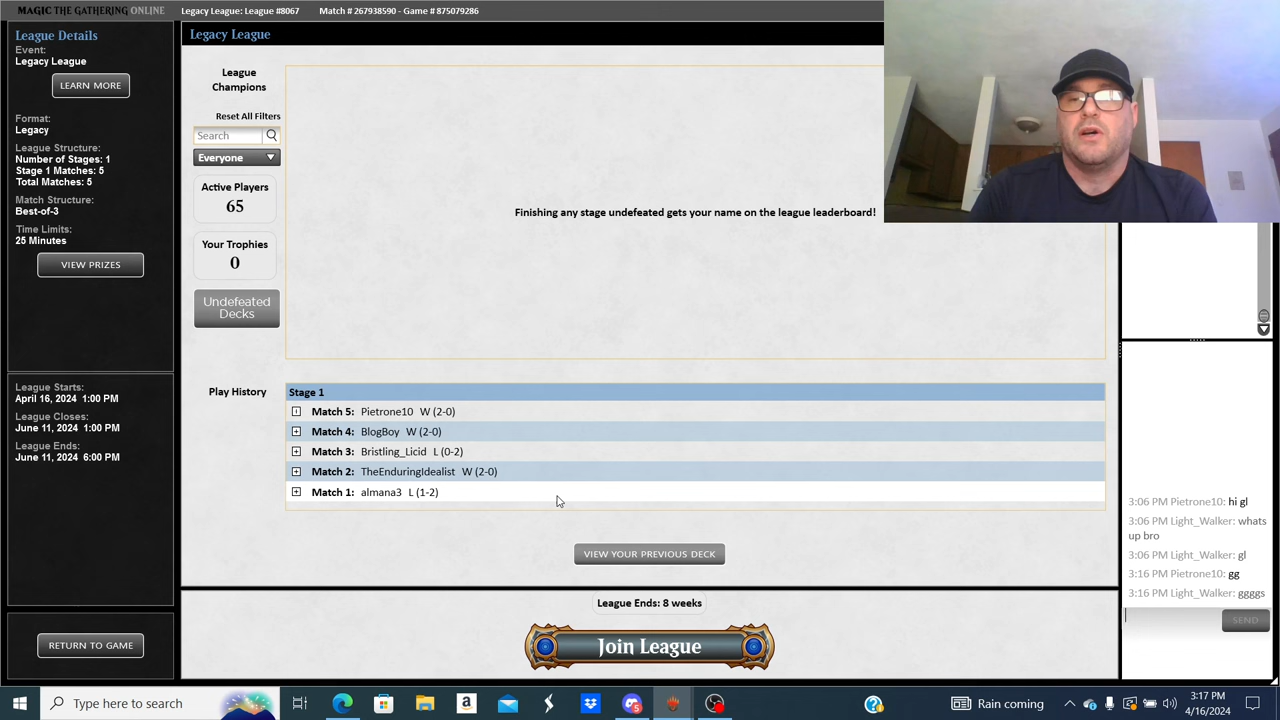 MAGIC THE GATHERING ONLINE
Legacy League: League #8067
Match # 267938590 - Game # 875079286
League Details
Event:
Legacy League
LEARN MORE
Format:
Legacy
League Structure:
Number of Stages: 1
Stage 1 Matches: 5
Total Matches: 5
Match Structure:
Best-of-3
Time Limits:
25 Minutes
VIEW PRIZES
League Starts:
April 16, 2024 1:00 PM
League Closes:
June 11, 2024 1:00 PM
League Ends:
June 11, 2024 6:00 PM
RETURN TO GAME
Legacy League
League
Champions
Reset All Filters
Search
Everyone
Active Players
65
Your Trophies
0
Undefeated
Decks
Finishing any stage undefeated gets your name on the league leaderboard!
Play History
Stage 1
Match 5: Pietrone10 W (2-0)
Match 4: BlogBoy W (2-0)
Match 3: Bristling_Licid L (0-2)
Match 2: TheEnduringIdealist W (2-0)
Match 1: almana3 L (1-2)
VIEW YOUR PREVIOUS DECK
League Ends: 8 weeks
Join League
3:06 PM Pietrone10: hi gl
3:06 PM Light_Walker: whats
up bro
3:06 PM Light_Walker: gl
3:16 PM Pietrone10: gg
3:16 PM Light_Walker: ggggs
SEND
Type here to search
a
5
?
Rain coming
3:17 PM
4/16/2024